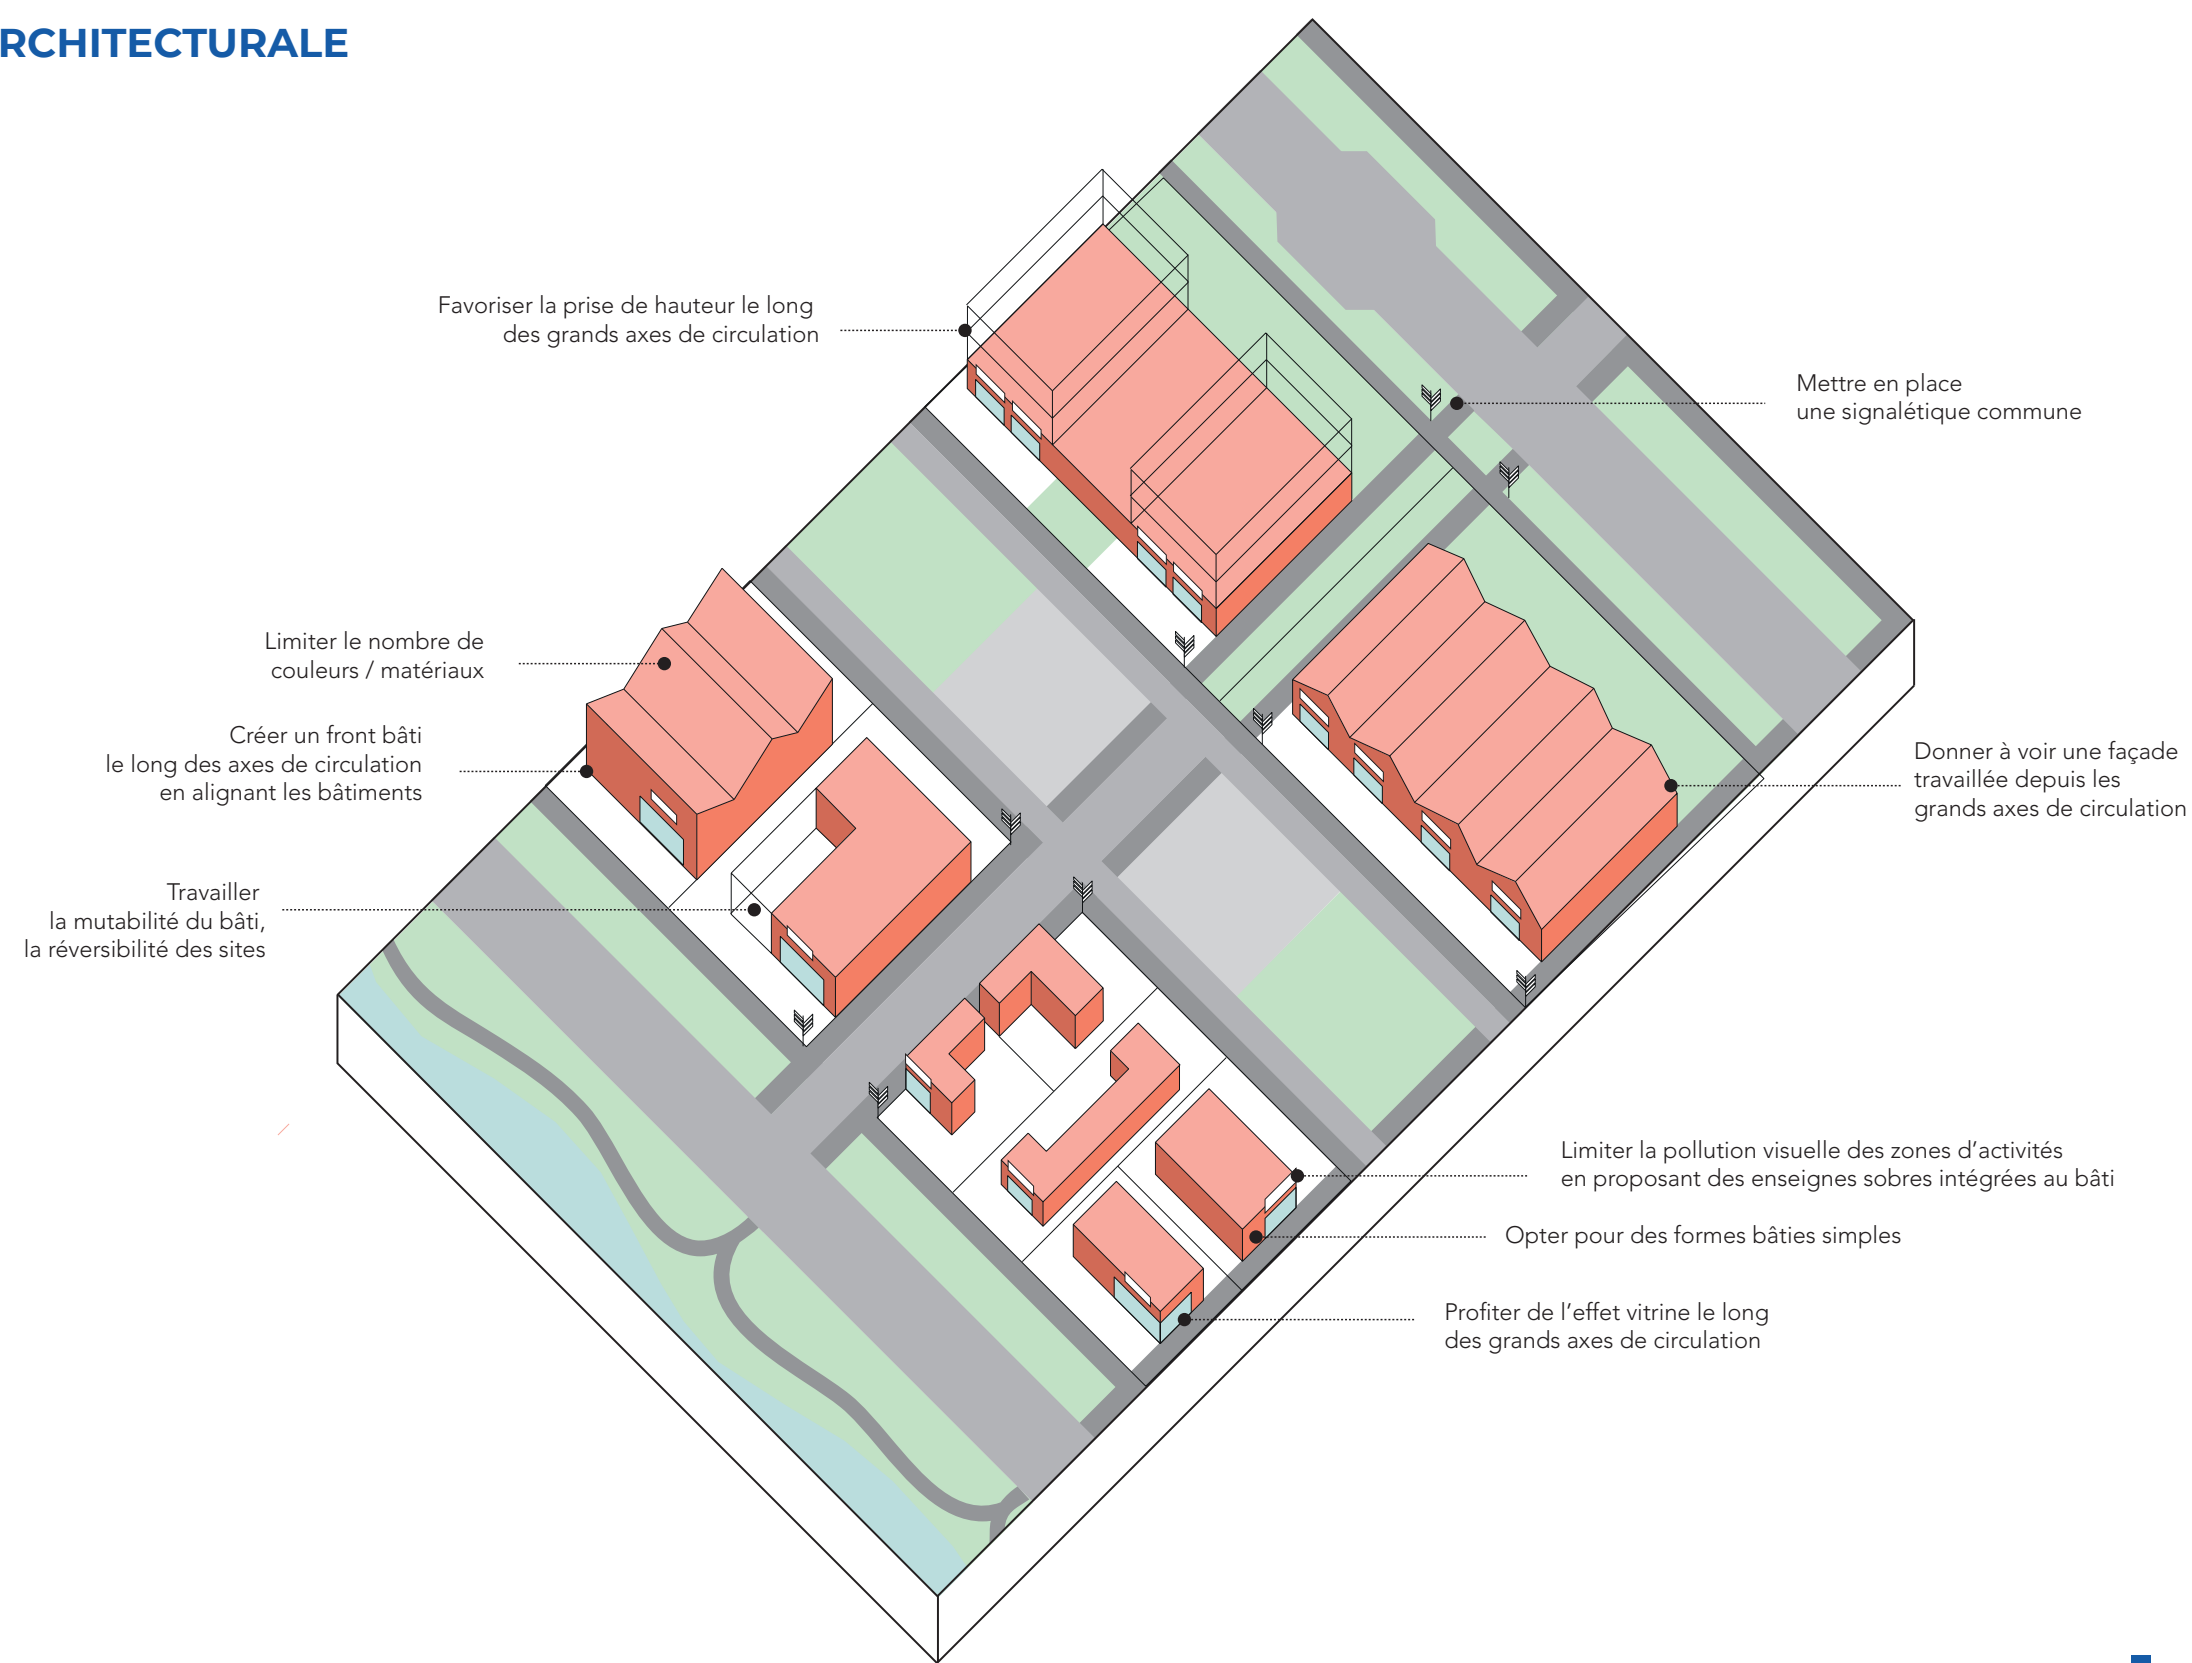 RCHITECTURALE
Favoriser la prise de hauteur le long
des grands axes de circulation
Mettre en place
une signalétique commune
Limiter le nombre de
couleurs / matériaux
Créer un front bâti
le long des axes de circulation
en alignant les bâtiments
Donner à voir une façade
travaillée depuis les
grands axes de circulation
Travailler
la mutabilité du bâti,
la réversibilité des sites
Limiter la pollution visuelle des zones d’activités
en proposant des enseignes sobres intégrées au bâti
Opter pour des formes bâties simples
Profiter de l’effet vitrine le long
des grands axes de circulation